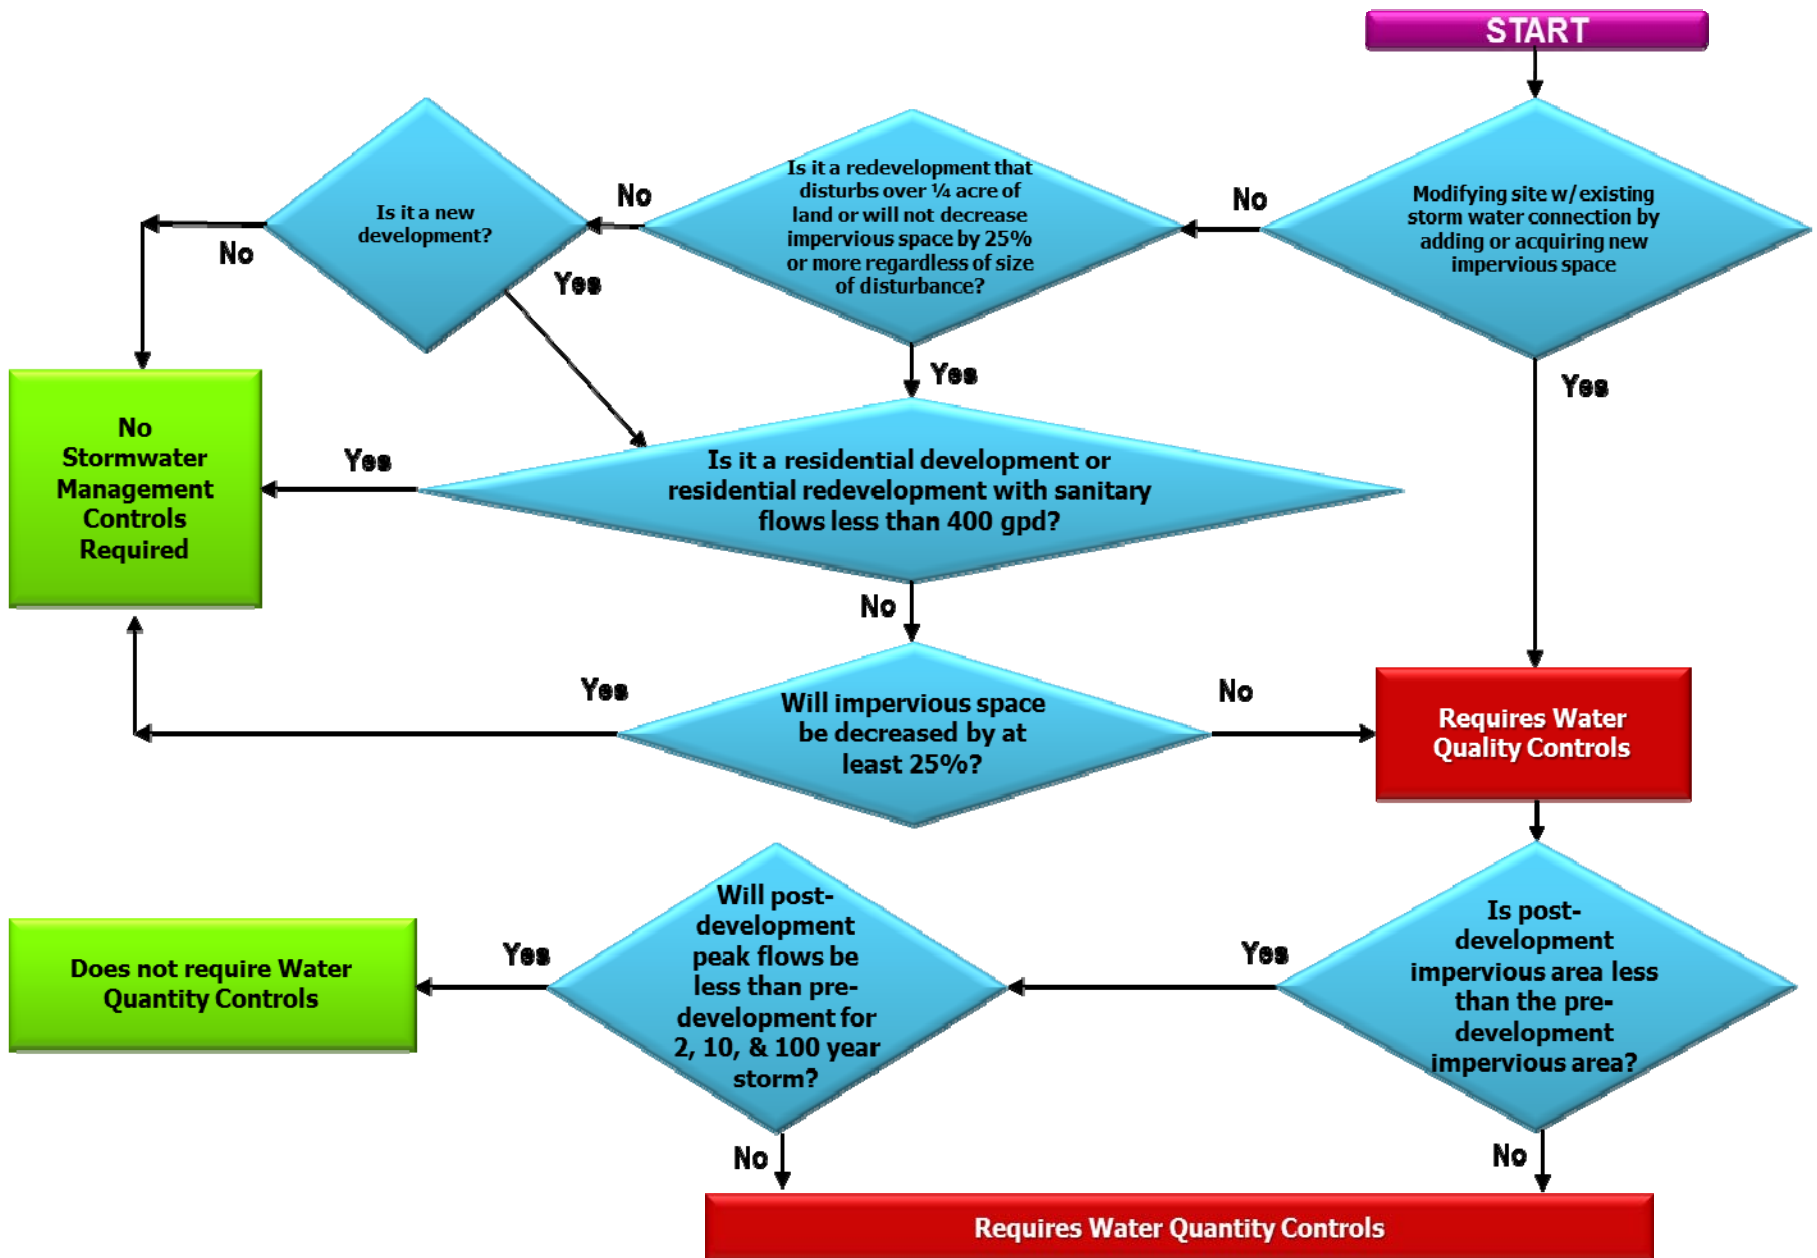 START
Modifying site w/existing
storm water connection by
adding or acquiring new
impervious space
No
Yes
Is it a redevelopment that
disturbs over ¼ acre of
land or will not decrease
impervious space by 25%
or more regardless of size
of disturbance?
No
Yes
Is it a new
development?
No
Yes
Is it a residential development or
residential redevelopment with sanitary
flows less than 400 gpd?
Yes
No
No
Stormwater
Management
Controls
Required
Will impervious space
be decreased by at
least 25%?
Yes
No
Requires Water
Quality Controls
Is post-
development
impervious area less
than the pre-
development
impervious area?
Yes
No
Will post-
development
peak flows be
less than pre-
development for
2, 10, & 100 year
storm?
Yes
No
Does not require Water
Quantity Controls
Requires Water Quantity Controls